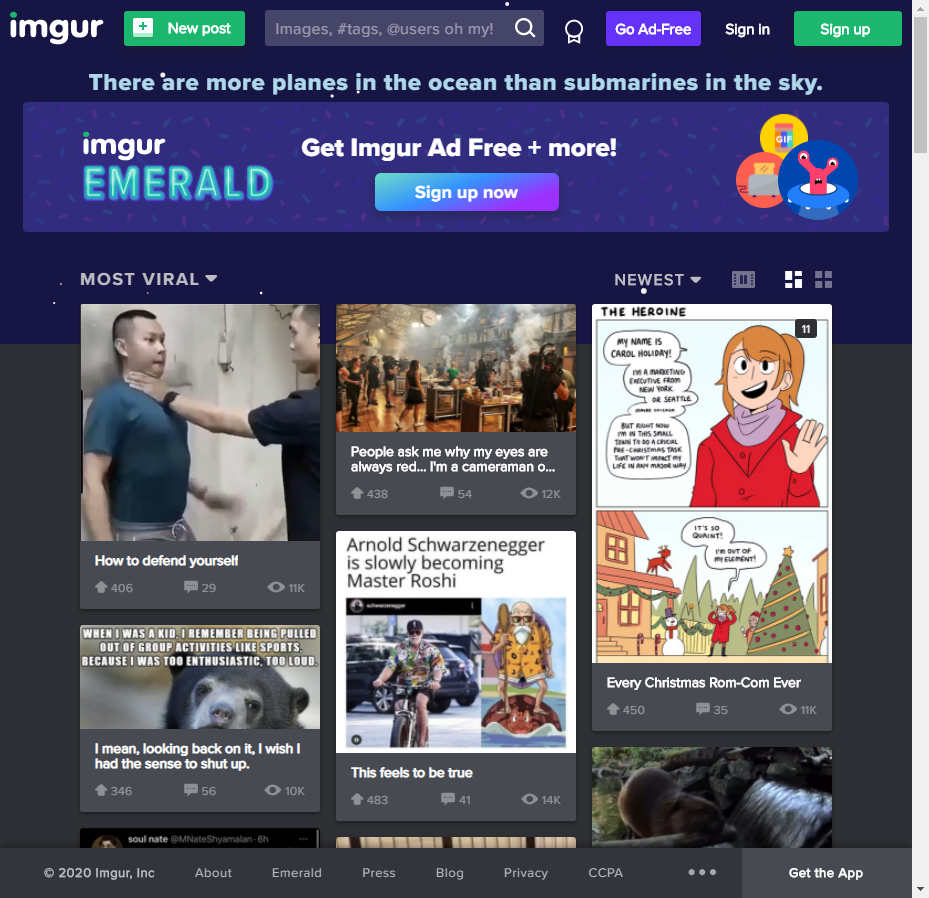 imgur
New post
Images, #tags, @users oh my!
Go Ad-Free
Sign in
Sign up
There are more planes in the ocean than submarines in the sky.
imgur
EMERALD
Get Imgur Ad Free + more!
Sign up now
GIF
MOST VIRAL
NEWEST
How to defend yourself
406
29
11K
WHEN I WAS A KID, I REMEMBER BEING PULLED
OUT OF GROUP ACTIVITIES LIKE SPORTS,
BECAUSE I WAS TOO ENTHUSIASTIC, TOO LOUD.
I mean, looking back on it, I wish I
had the sense to shut up.
346
56
10K
soul nate @MNateShyamalan · 6h
People ask me why my eyes are
always red... I'm a cameraman o...
438
54
12K
Arnold Schwarzenegger
is slowly becoming
Master Roshi
schwarzenegger
This feels to be true
483
41
14K
THE HEROINE
11
MY NAME IS
CAROL HOLIDAY!
I'M A MARKETING
EXECUTIVE FROM
NEW YORK
OR SEATTLE.
MAYBE CHICAGO.
BUT RIGHT NOW
I'M IN THIS SMALL
TOWN TO DO A CRUCIAL
PRE-CHRISTMAS TASK
THAT WON'T IMPACT MY
LIFE IN ANY MAJOR WAY.
IT'S SO
QUAINT!
I'M OUT OF
MY ELEMENT!
Every Christmas Rom-Com Ever
450
35
11K
© 2020 Imgur, Inc
About
Emerald
Press
Blog
Privacy
CCPA
Get the App